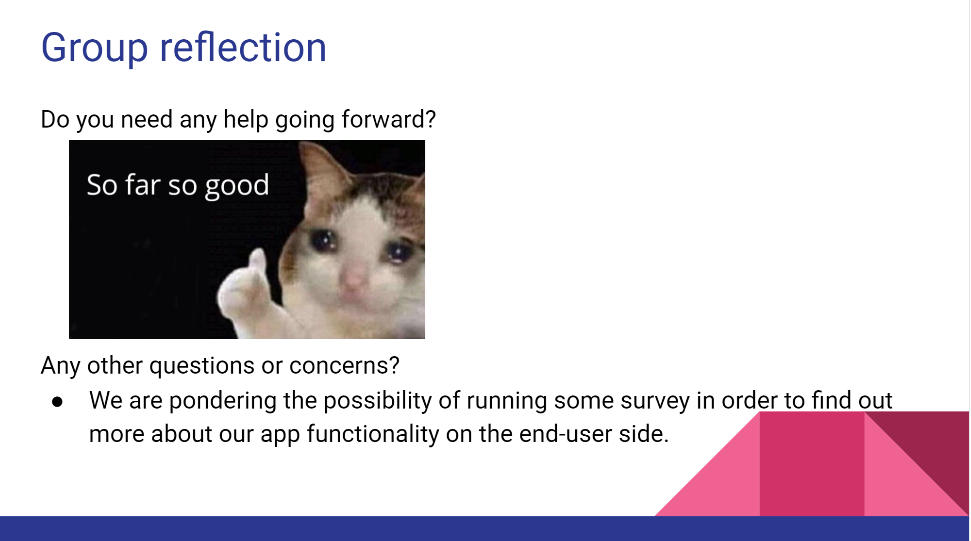 Group reflection
Do you need any help going forward?
So far so good
Any other questions or concerns?
● We are pondering the possibility of running some survey in order to find out
more about our app functionality on the end-user side.